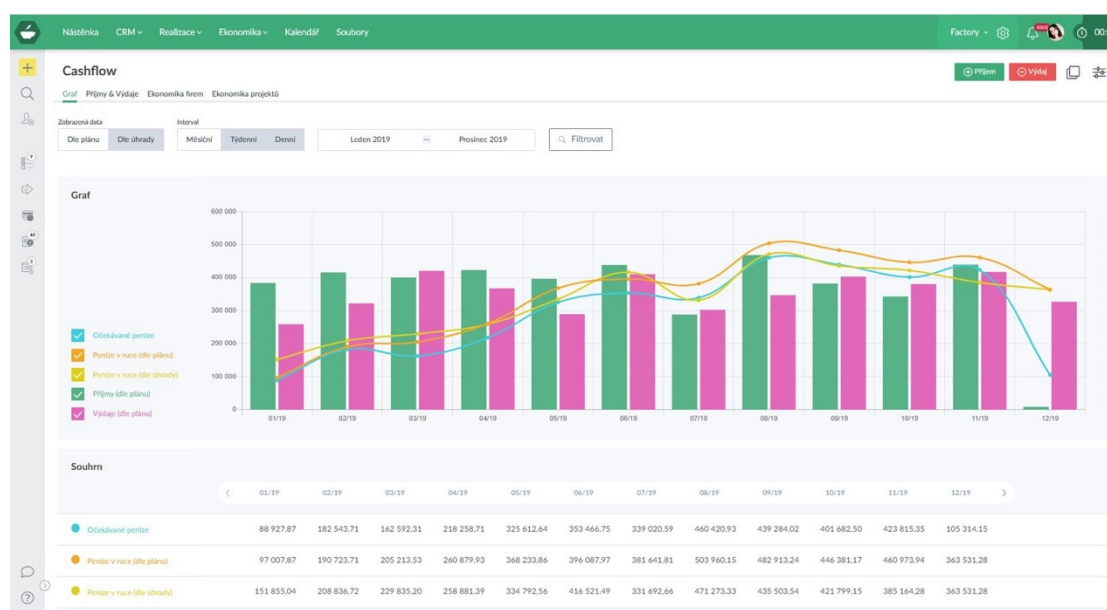 Nástěnka CRM Realizace Ekonomika Kalendář Soubory Factory 00:
Cashflow Příjem Výdaj
Graf Příjmy & Výdaje Ekonomika firem Ekonomika projektů
Zobrazená data Interval
Dle plánu Dle úhrady Měsíční Týdenní Denní Leden 2019 — Prosinec 2019 Filtrovat
Graf
600 000
500 000
400 000
300 000
200 000
100 000
0
Očekávané peníze
Peníze v ruce (dle plánu)
Peníze v ruce (dle úhrady)
Příjmy (dle plánu)
Výdaje (dle plánu)
01/19 02/19 03/19 04/19 05/19 06/19 07/19 08/19 09/19 10/19 11/19 12/19
Souhrn
01/19 02/19 03/19 04/19 05/19 06/19 07/19 08/19 09/19 10/19 11/19 12/19
Očekávané peníze 88 927,87 182 543,71 162 592,31 218 258,71 325 612,64 353 466,75 339 020,59 460 420,93 439 284,02 401 682,50 423 815,35 105 314,15
Peníze v ruce (dle plánu) 97 007,87 190 723,71 205 213,53 260 879,93 368 233,86 396 087,97 381 641,81 503 960,15 482 913,24 446 381,17 460 973,94 363 531,28
Peníze v ruce (dle úhrady) 151 855,04 208 836,72 229 835,20 258 881,39 334 792,56 416 521,49 331 692,66 471 273,33 435 503,54 421 799,15 385 164,28 363 531,28